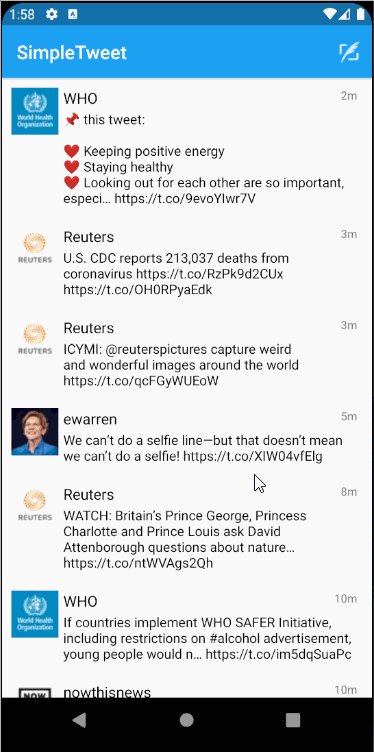 1:58
SimpleTweet
WHO 2m
📌 this tweet:
❤️ Keeping positive energy
❤️ Staying healthy
❤️ Looking out for each other are so important,
especi… https://t.co/9evoYIwr7V
World Health
Organization
Reuters 3m
U.S. CDC reports 213,037 deaths from
coronavirus https://t.co/RzPk9d2CUx
https://t.co/OH0RPyaEdk
REUTERS
Reuters 3m
ICYMI: @reuterspictures capture weird
and wonderful images around the world
https://t.co/qcFGyWUEoW
REUTERS
ewarren 5m
We can’t do a selfie line—but that doesn’t mean
we can’t do a selfie! https://t.co/XIW04vfElg
Reuters 8m
WATCH: Britain’s Prince George, Princess
Charlotte and Prince Louis ask David
Attenborough questions about nature…
https://t.co/ntWVAgs2Qh
REUTERS
WHO 10m
If countries implement WHO SAFER Initiative,
including restrictions on #alcohol advertisement,
young people would n… https://t.co/im5dqSuaPc
World Health
Organization
nowthisnews 10m
NOW